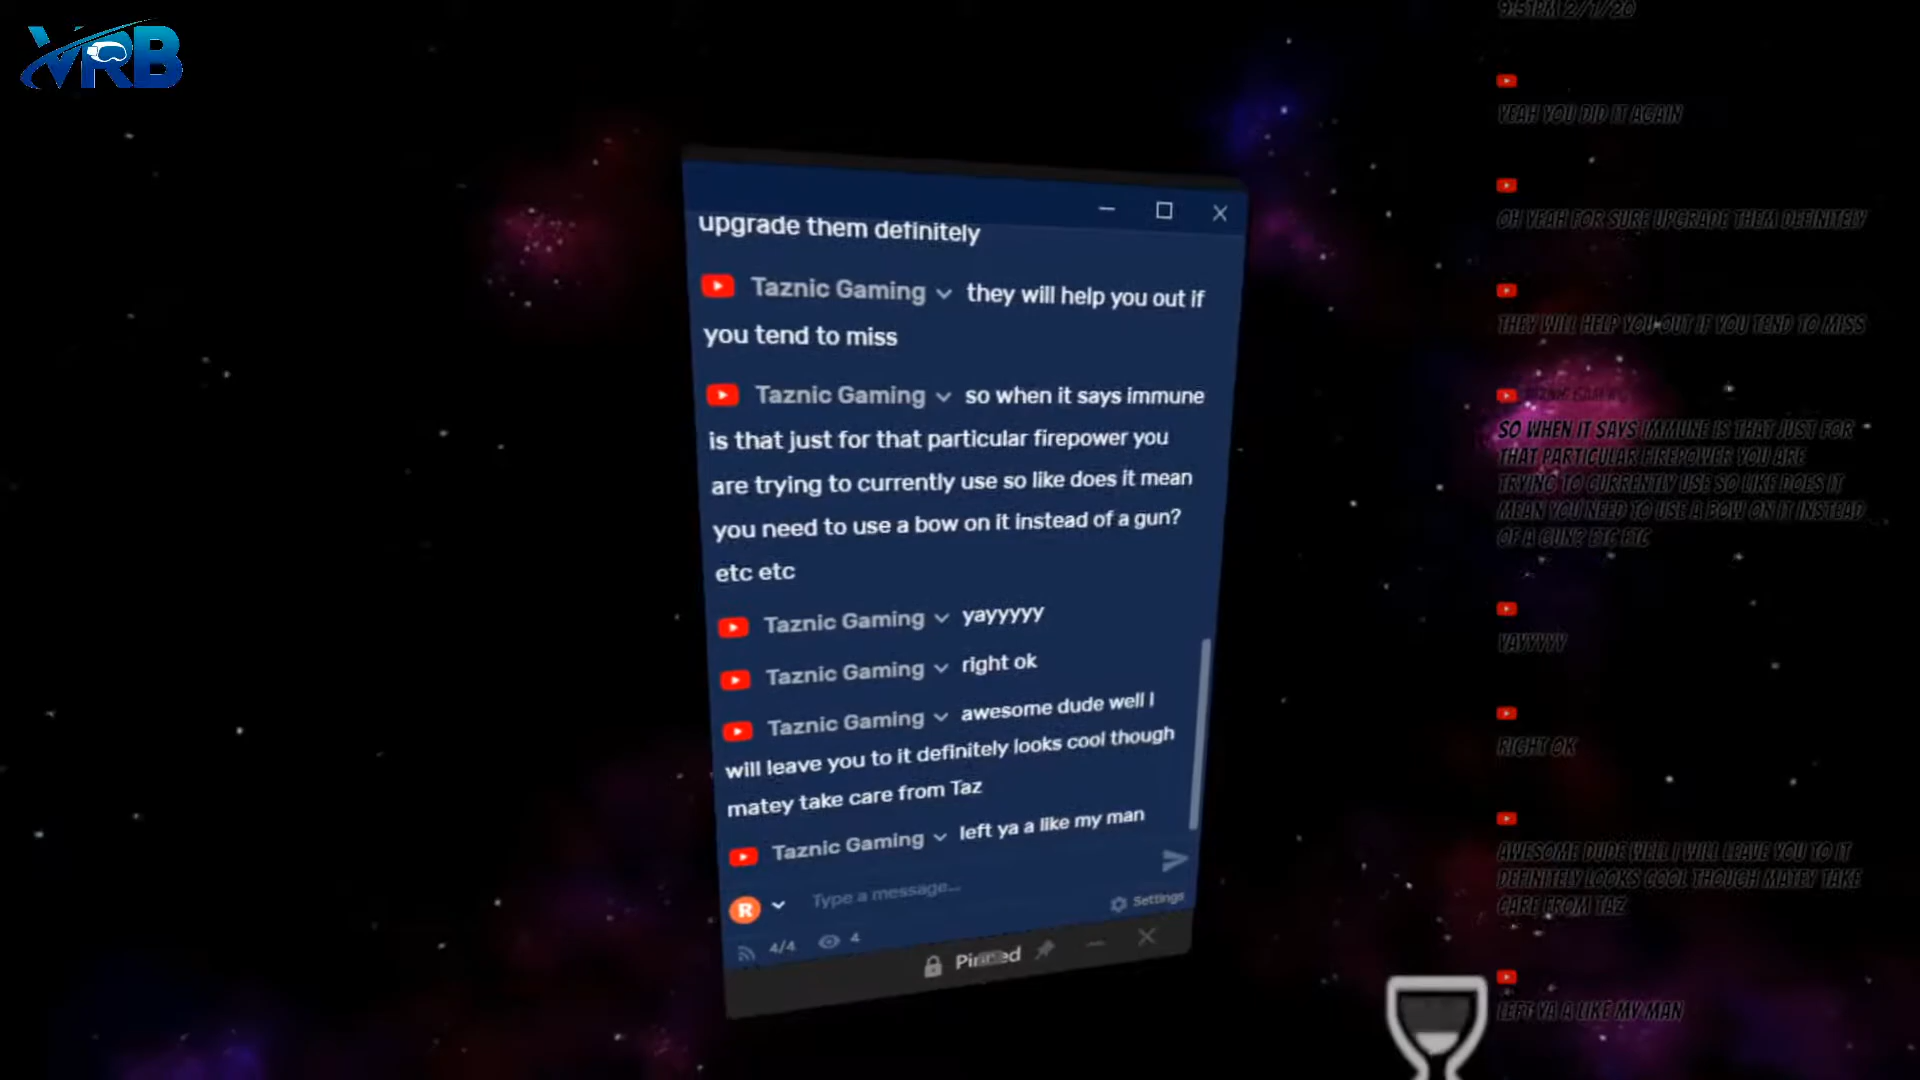 VRB
upgrade them definitely
Taznic Gaming they will help you out if
you tend to miss
Taznic Gaming so when it says immune
is that just for that particular firepower you
are trying to currently use so like does it mean
you need to use a bow on it instead of a gun?
etc etc
Taznic Gaming yayyyyy
Taznic Gaming right ok
Taznic Gaming awesome dude well I
will leave you to it definitely looks cool though
matey take care from Taz
Taznic Gaming left ya a like my man
R Type a message...
Settings
4/4 4
Pinned
9:51PM 2/1/20
YEAH YOU DID IT AGAIN
OH YEAH FOR SURE UPGRADE THEM DEFINITELY
THEY WILL HELP YOU OUT IF YOU TEND TO MISS
TAZNIC GAMING
SO WHEN IT SAYS IMMUNE IS THAT JUST FOR
THAT PARTICULAR FIREPOWER YOU ARE
TRYING TO CURRENTLY USE SO LIKE DOES IT
MEAN YOU NEED TO USE A BOW ON IT INSTEAD
OF A GUN? ETC ETC
YAYYYYY
RIGHT OK
AWESOME DUDE WELL I WILL LEAVE YOU TO IT
DEFINITELY LOOKS COOL THOUGH MATEY TAKE
CARE FROM TAZ
LEFT YA A LIKE MY MAN